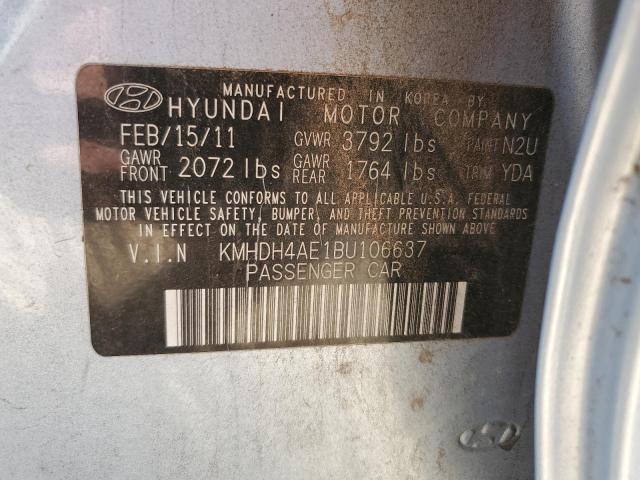 MANUFACTURED IN KOREA BY
HYUNDAI MOTOR COMPANY
FEB/15/11 GVWR 3792 lbs PAINT N2U
GAWR FRONT 2072 lbs GAWR REAR 1764 lbs TRIM YDA
THIS VEHICLE CONFORMS TO ALL APPLICABLE U.S.A. FEDERAL
MOTOR VEHICLE SAFETY, BUMPER, AND THEFT PREVENTION STANDARDS
IN EFFECT ON THE DATE OF MANUFACTURE SHOWN ABOVE
V.I.N KMHDH4AE1BU106637
PASSENGER CAR